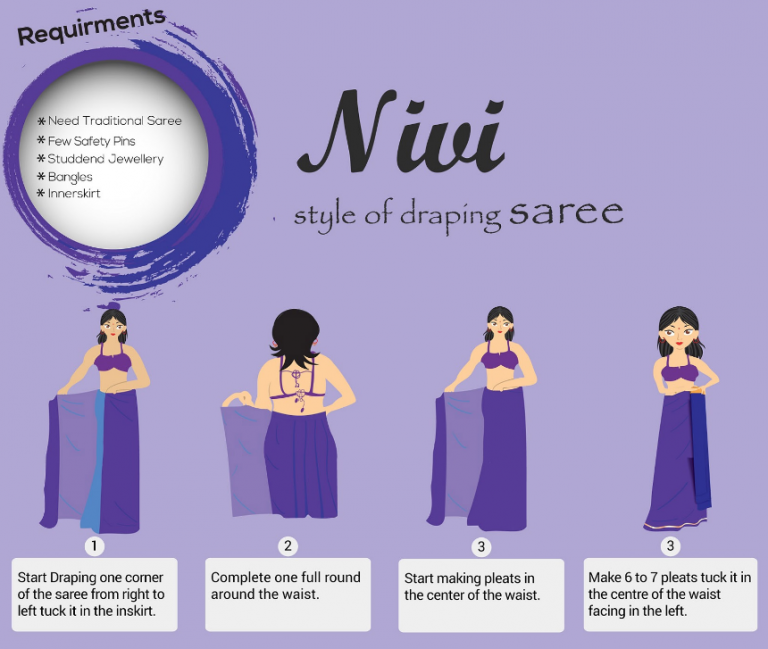 Requirments
* Need Traditional Saree
* Few Safety Pins
* Studdend Jewellery
* Bangles
* Innerskirt
Nivi
style of draping saree
1
Start Draping one corner
of the saree from right to
left tuck it in the inskirt.
2
Complete one full round
around the waist.
3
Start making pleats in
the center of the waist.
3
Make 6 to 7 pleats tuck it in
the centre of the waist
facing in the left.